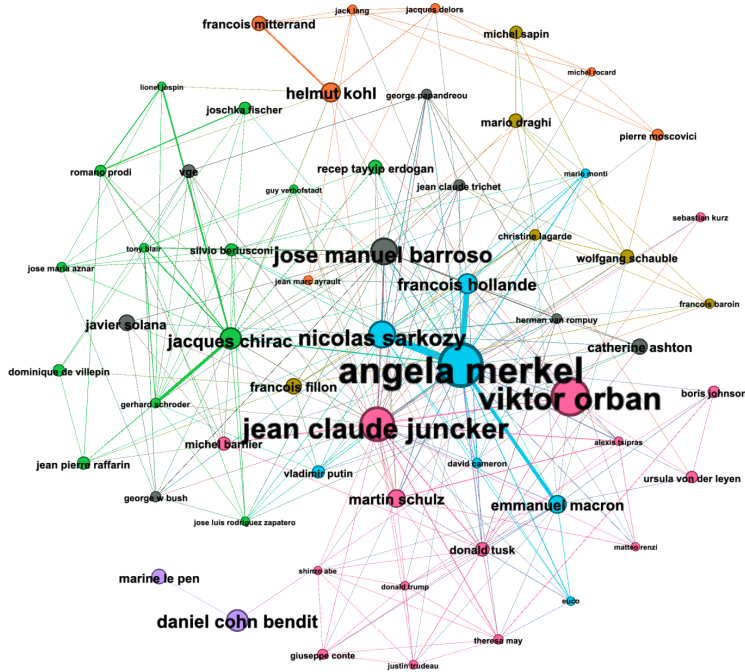 jack lang
jacques delors
francois mitterrand
michel sapin
michel rocard
lionel jospin
helmut kohl
george papandreou
joschka fischer
mario draghi
pierre moscovici
romano prodi
vge
recep tayyip erdogan
mario monti
jean claude trichet
guy verhofstadt
sebastian kurz
christine lagarde
tony blair
silvio berlusconi
jose manuel barroso
wolfgang schauble
jose maria aznar
jean marc ayrault
francois hollande
francois baroin
herman van rompuy
javier solana
jacques chirac
nicolas sarkozy
catherine ashton
dominique de villepin
angela merkel
francois fillon
viktor orban
boris johnson
gerhard schroder
jean claude juncker
michel barnier
alexis tsipras
jean pierre raffarin
vladimir putin
david cameron
ursula von der leyen
george w bush
martin schulz
emmanuel macron
jose luis rodriguez zapatero
donald tusk
matteo renzi
marine le pen
shinzo abe
donald trump
euco
daniel cohn bendit
theresa may
giuseppe conte
justin trudeau